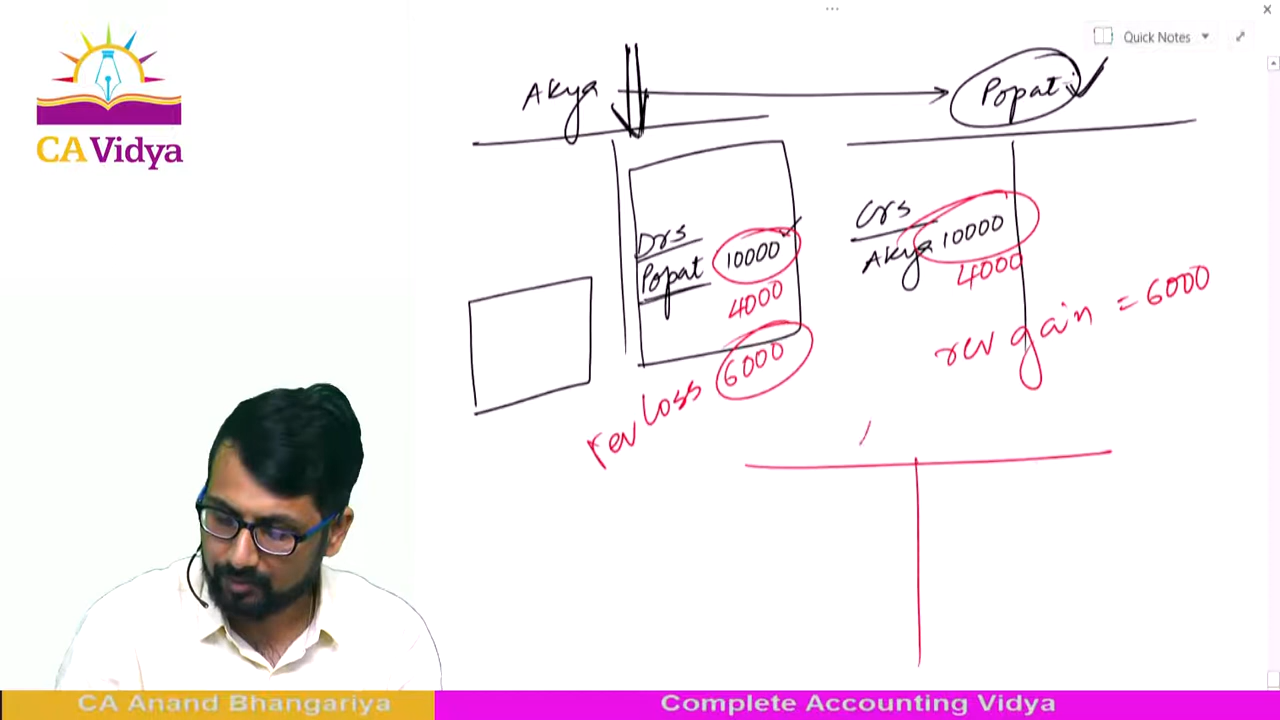 CA Vidya
Quick Notes
Akya
Popat
Drs
Popat 10000
4000
6000
rev loss
Crs
Akya 10000
4000
rev gain = 6000
CA Anand Bhangariya
Complete Accounting Vidya